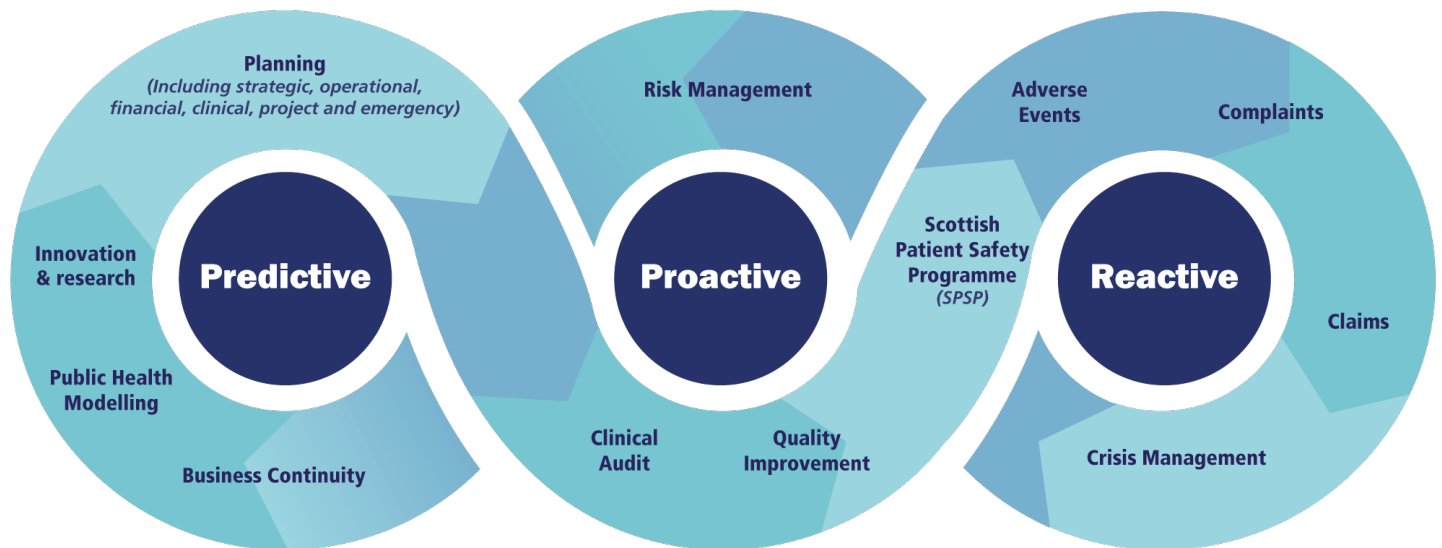 Planning
(Including strategic, operational,
financial, clinical, project and emergency)
Innovation
& research
Predictive
Public Health
Modelling
Business Continuity
Risk Management
Proactive
Clinical
Audit
Quality
Improvement
Scottish
Patient Safety
Programme
(SPSP)
Adverse
Events
Complaints
Reactive
Claims
Crisis Management